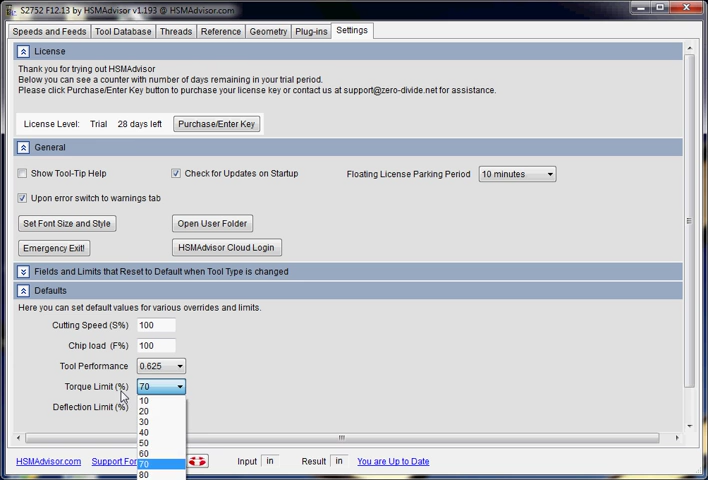 S2752 F12.13 by HSMAdvisor v1.193 @ HSMAdvisor.com
Speeds and Feeds Tool Database Threads Reference Geometry Plug-ins Settings
License
Thank you for trying out HSMAdvisor
Below you can see a counter with number of days remaining in your trial period.
Please click Purchase/Enter Key button to purchase your license key or contact us at support@zero-divide.net for assistance.
License Level: Trial 28 days left Purchase/Enter Key
General
Show Tool-Tip Help Check for Updates on Startup Floating License Parking Period 10 minutes
Upon error switch to warnings tab
Set Font Size and Style Open User Folder
Emergency Exit! HSMAdvisor Cloud Login
Fields and Limits that Reset to Default when Tool Type is changed
Defaults
Here you can set default values for various overrides and limits.
Cutting Speed (S%) 100
Chip load (F%) 100
Tool Performance 0.625
Torque Limit (%) 70
10
Deflection Limit (%) 20
30
40
50
60
70
80
HSMAdvisor.com Support For Input in Result in You are Up to Date